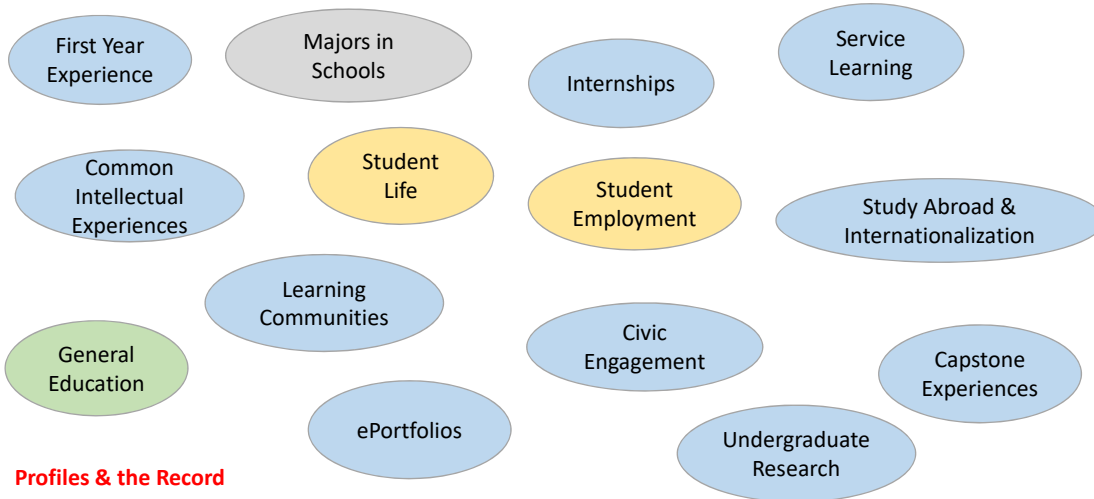 First Year
Experience
Majors in
Schools
Internships
Service
Learning
Common
Intellectual
Experiences
Student
Life
Student
Employment
Study Abroad &
Internationalization
Learning
Communities
General
Education
Civic
Engagement
Capstone
Experiences
ePortfolios
Undergraduate
Research
Profiles & the Record